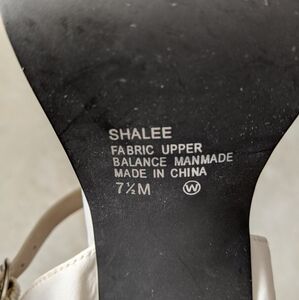 SHALEE
FABRIC UPPER
BALANCE MANMADE
MADE IN CHINA
7½M Ⓦ